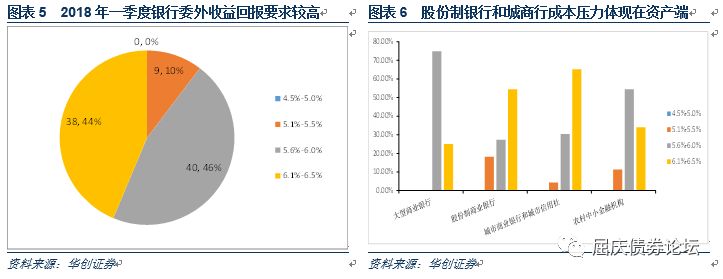 图表 5 2018 年一季度银行委外收益回报要求较高
0, 0%
9, 10%
38, 44%
40, 46%
4.5%-5.0%
5.1%-5.5%
5.6%-6.0%
6.1%-6.5%
资料来源：华创证券
图表 6 股份制银行和城商行成本压力体现在资产端
80.00%
70.00%
60.00%
50.00%
40.00%
30.00%
20.00%
10.00%
0.00%
大型商业银行
股份制商业银行
城市商业银行和城市信用社
农村中小金融机构
4.5%5.0%
5.1%5.5%
5.6%6.0%
6.1%6.5%
资料来源：华创证券
屈庆债券论坛